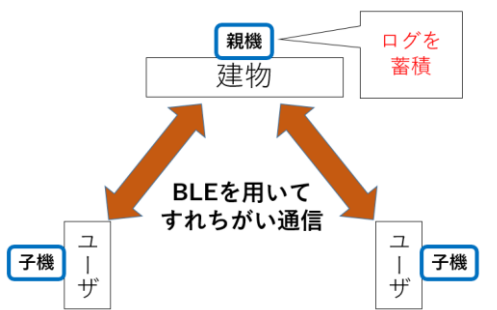 親機
ログを
蓄積
建物
BLEを用いて
すれちがい通信
子機
ユーザ
ユーザ
子機